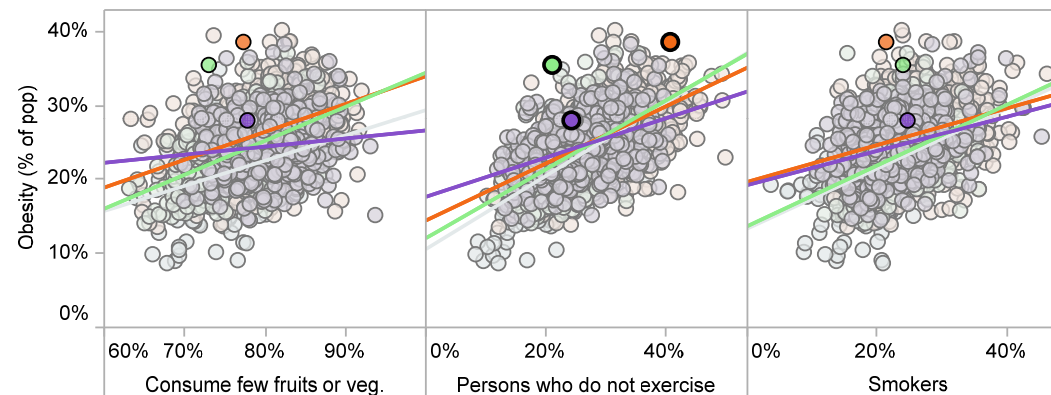 Obesity (% of pop)
40%
30%
20%
10%
0%
60% 70% 80% 90%
Consume few fruits or veg.
0% 20% 40%
Persons who do not exercise
0% 20% 40%
Smokers